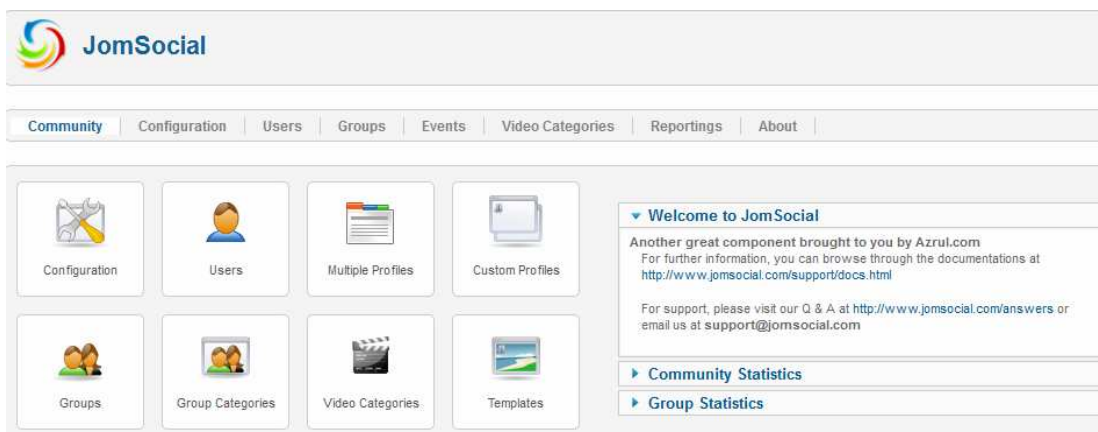 JomSocial
Community Configuration Users Groups Events Video Categories Reportings About
Configuration Users Multiple Profiles Custom Profiles
Groups Group Categories Video Categories Templates
Welcome to JomSocial
Another great component brought to you by Azrul.com
For further information, you can browse through the documentations at
http://www.jomsocial.com/support/docs.html
For support, please visit our Q & A at http://www.jomsocial.com/answers or
email us at support@jomsocial.com
Community Statistics
Group Statistics